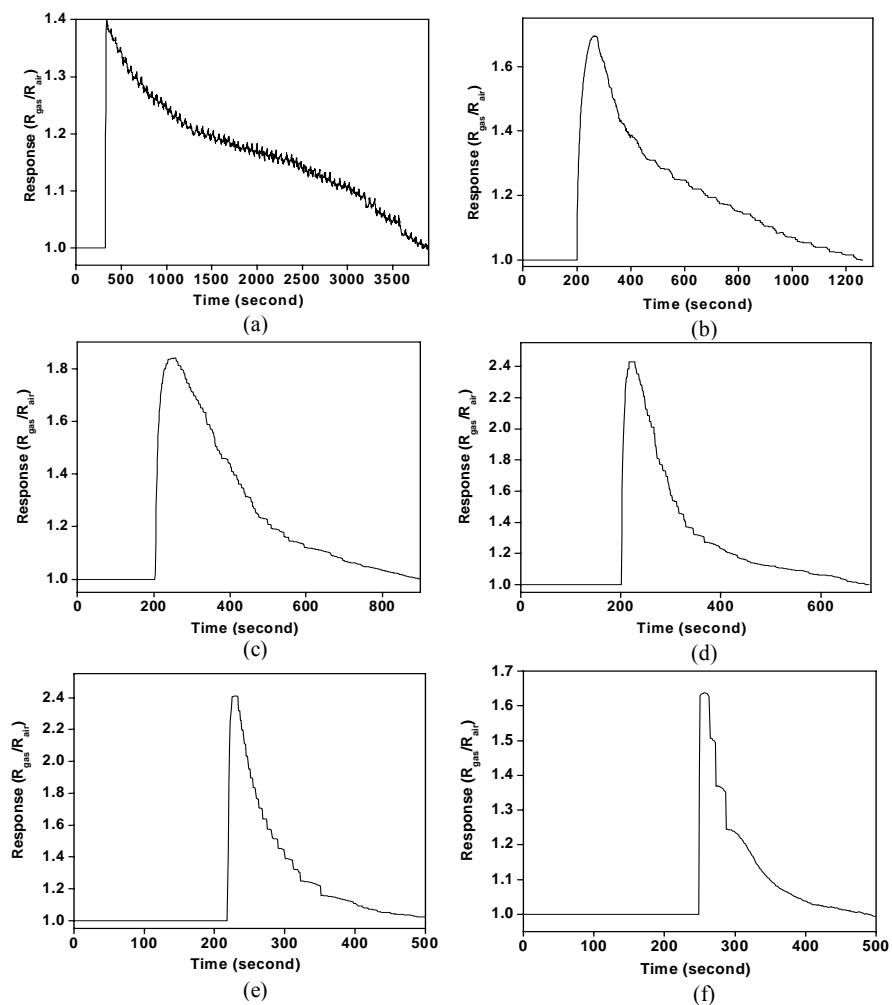 1.4
1.3
1.2
1.1
1.0
Response (Rgas/Rair)
0 500 1000 1500 2000 2500 3000 3500
Time (second)
(a)
1.6
1.4
1.2
1.0
Response (Rgas/Rair)
0 200 400 600 800 1000 1200
Time (second)
(b)
1.8
1.6
1.4
1.2
1.0
Response (Rgas/Rair)
0 200 400 600 800
Time (second)
(c)
2.4
2.2
2.0
1.8
1.6
1.4
1.2
1.0
Response (Rgas/Rair)
0 200 400 600
Time (second)
(d)
2.4
2.2
2.0
1.8
1.6
1.4
1.2
1.0
Response (Rgas/Rair)
0 100 200 300 400 500
Time (second)
(e)
1.7
1.6
1.5
1.4
1.3
1.2
1.1
1.0
Response (Rgas/Rair)
0 100 200 300 400 500
Time (second)
(f)